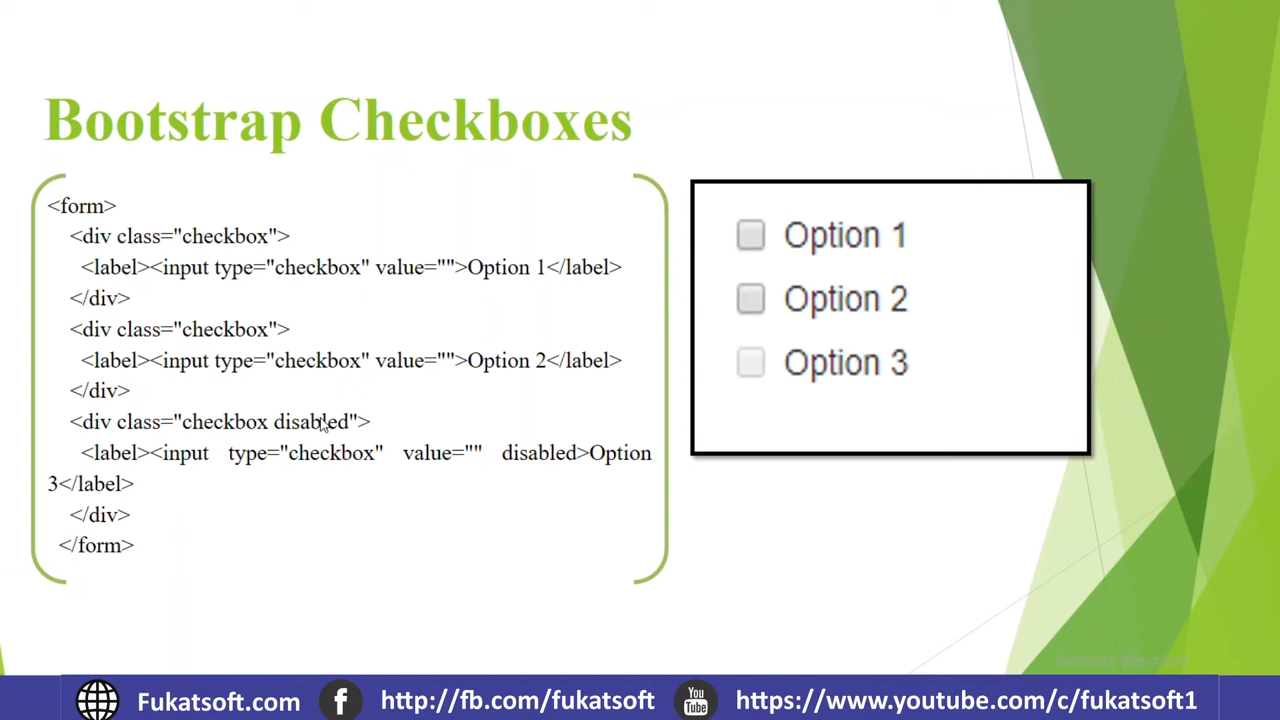 Bootstrap Checkboxes
<form>
<div class="checkbox">
<label><input type="checkbox" value="">Option 1</label>
</div>
<div class="checkbox">
<label><input type="checkbox" value="">Option 2</label>
</div>
<div class="checkbox disabled">
<label><input type="checkbox" value="" disabled>Option
3</label>
</div>
</form>
Option 1
Option 2
Option 3
Activate Windows
Fukatsoft.com
f
http://fb.com/fukatsoft
You
Tube
https://www.youtube.com/c/fukatsoft1